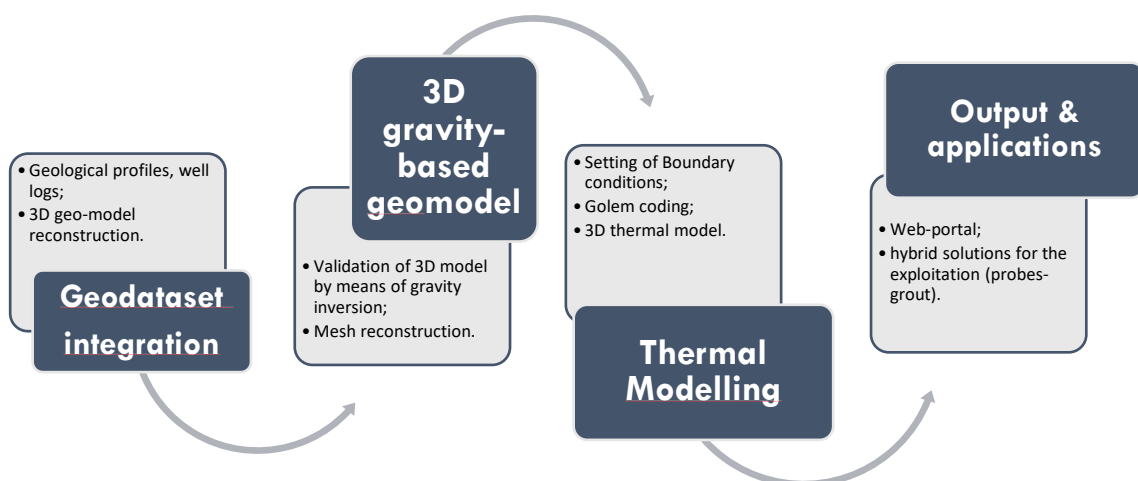 • Geological profiles, well
logs;
• 3D geo-model
reconstruction.
Geodataset
integration
3D
gravity-
based
geomodel
• Validation of 3D model
by means of gravity
inversion;
• Mesh reconstruction.
• Setting of Boundary
conditions;
• Golem coding;
• 3D thermal model.
Thermal
Modelling
Output &
applications
• Web-portal;
• hybrid solutions for the
exploitation (probes-
grout).